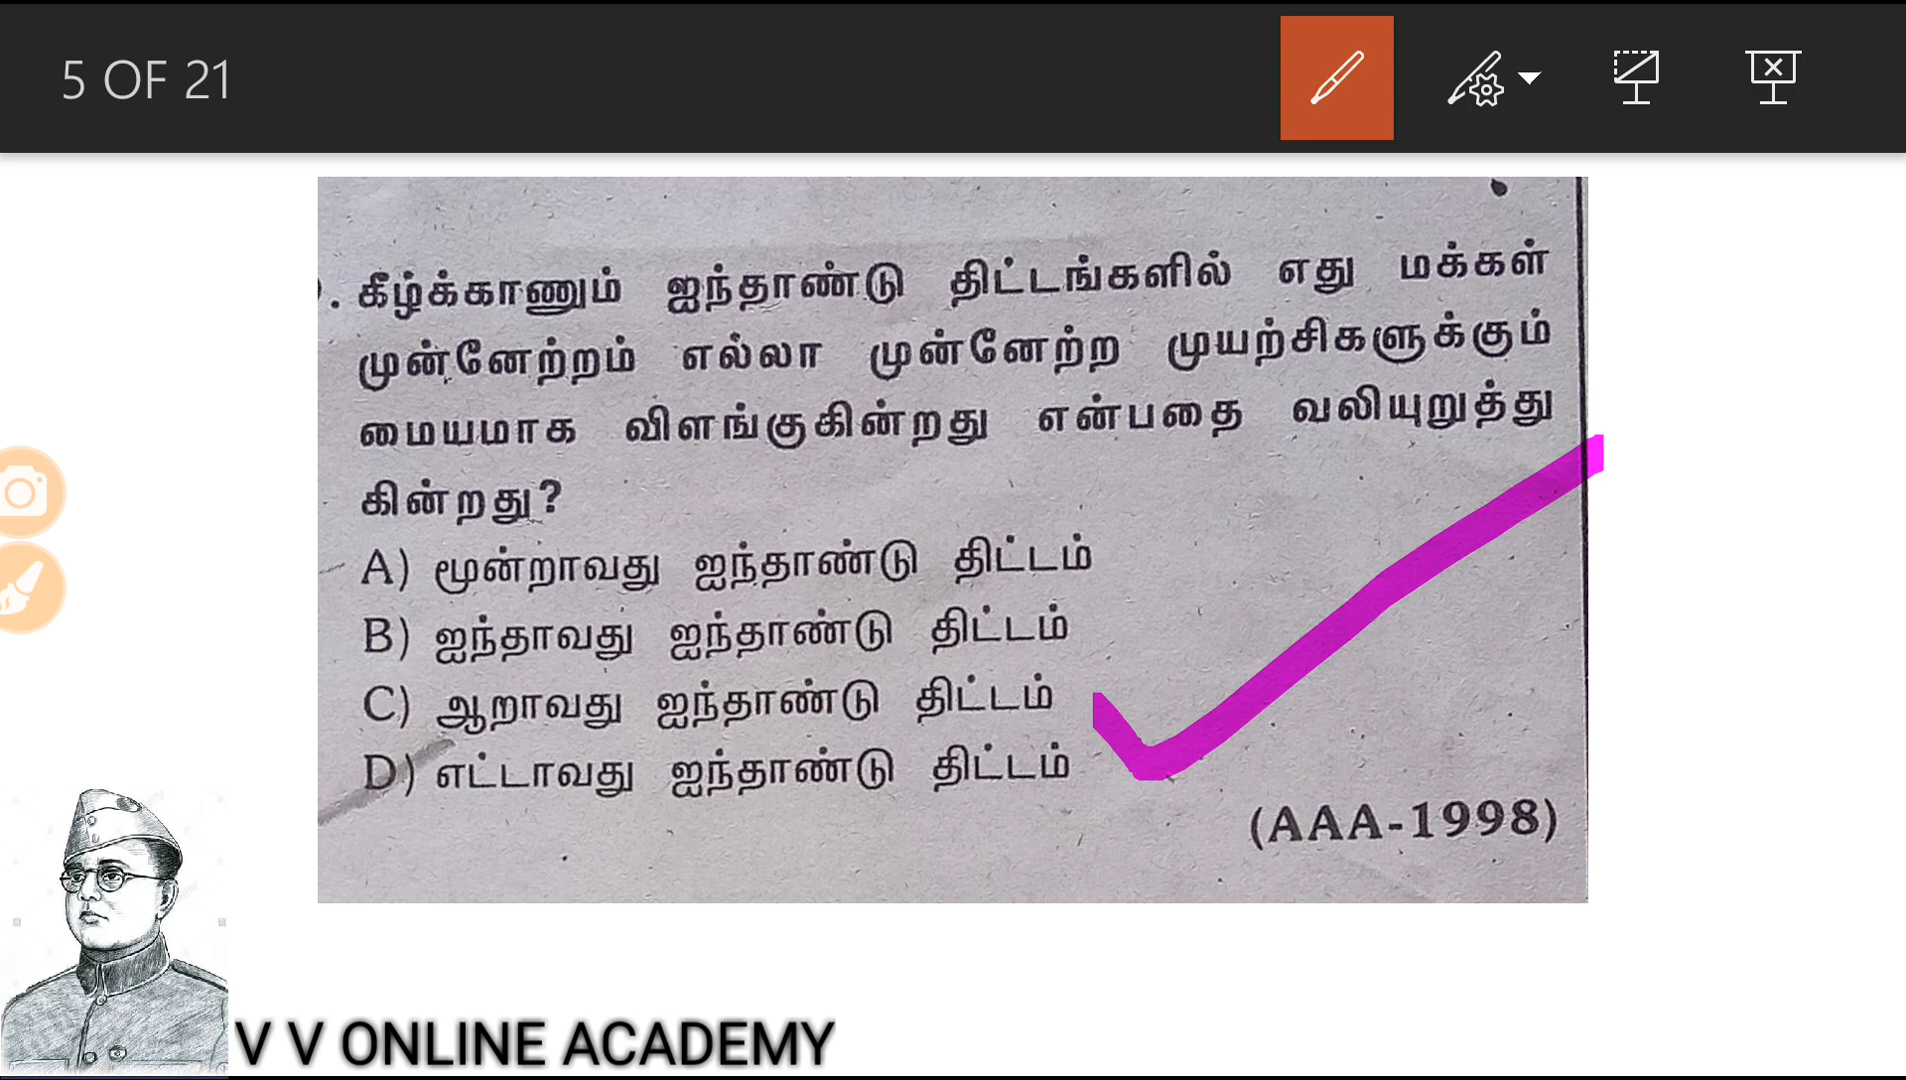 5 OF 21
. கீழ்க்காணும் ஐந்தாண்டு திட்டங்களில் எது மக்கள்
முன்னேற்றம் எல்லா முன்னேற்ற முயற்சிகளுக்கும்
மையமாக விளங்குகின்றது என்பதை வலியுறுத்து
கின்றது?
A) மூன்றாவது ஐந்தாண்டு திட்டம்
B) ஐந்தாவது ஐந்தாண்டு திட்டம்
C) ஆறாவது ஐந்தாண்டு திட்டம்
D) எட்டாவது ஐந்தாண்டு திட்டம்
(AAA-1998)
V V ONLINE ACADEMY